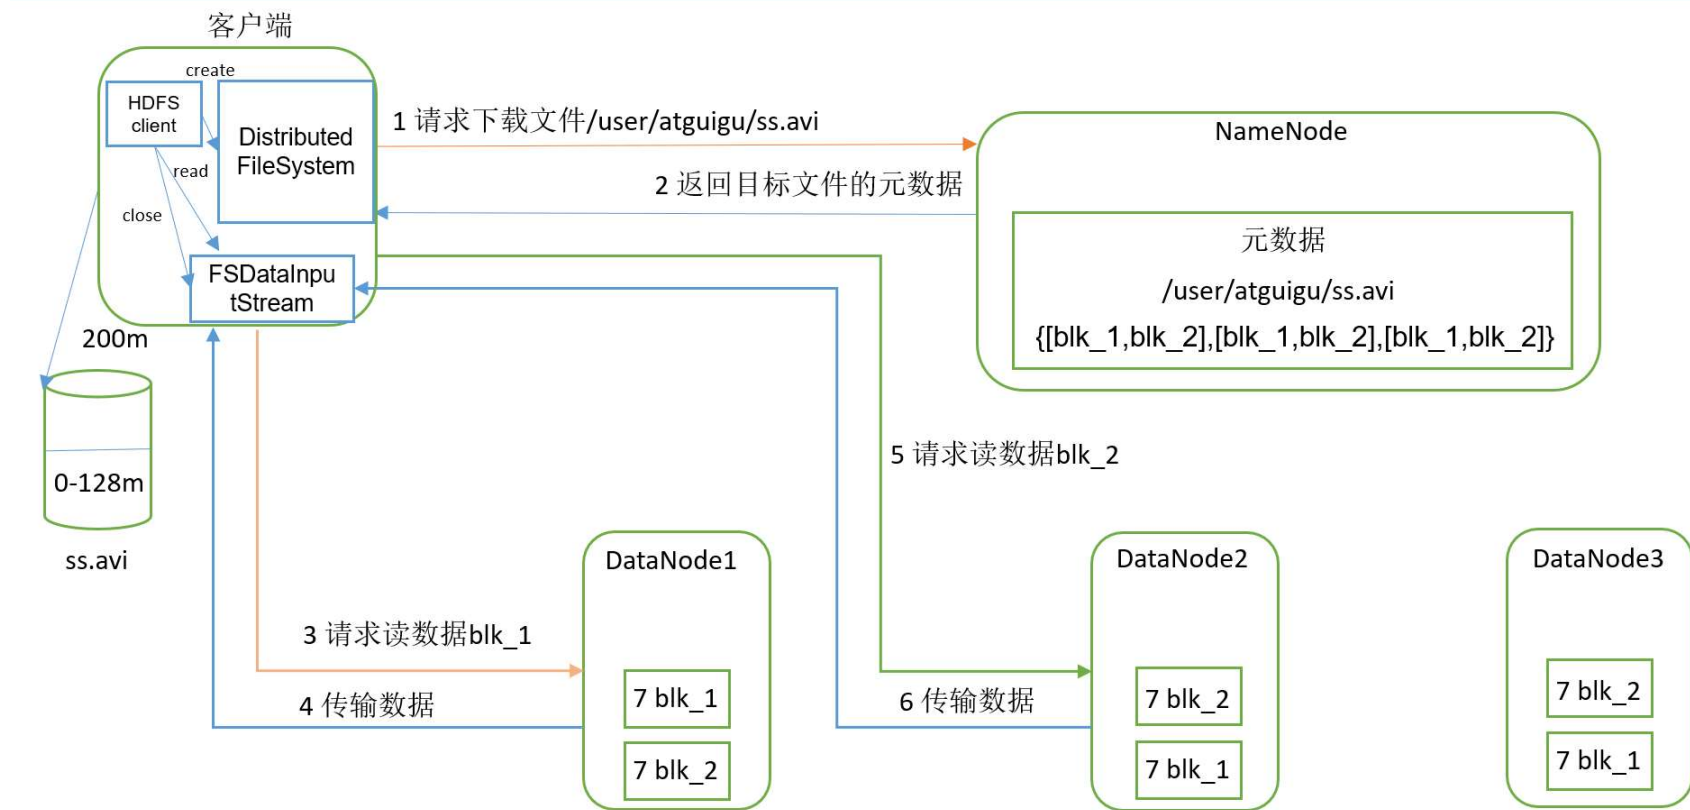 客户端
create
HDFS
client
Distributed
FileSystem
read
close
FSDataInpu
tStream
1 请求下载文件/user/atguigu/ss.avi
2 返回目标文件的元数据
NameNode
元数据
/user/atguigu/ss.avi
{[blk_1,blk_2],[blk_1,blk_2],[blk_1,blk_2]}
200m
0-128m
ss.avi
3 请求读数据blk_1
4 传输数据
5 请求读数据blk_2
6 传输数据
DataNode1
7 blk_1
7 blk_2
DataNode2
7 blk_2
7 blk_1
DataNode3
7 blk_2
7 blk_1